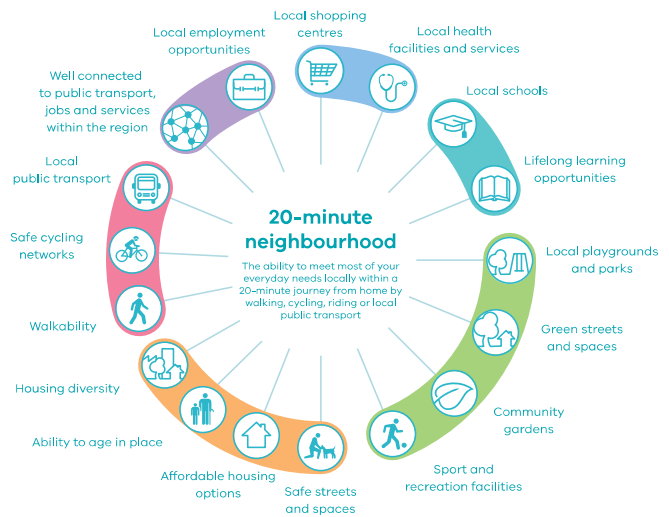 Local shopping
centres
Local health
facilities and services
Local schools
Lifelong learning
opportunities
Local playgrounds
and parks
Green streets
and spaces
Community
gardens
Sport and
recreation facilities
Safe streets
and spaces
Affordable housing
options
Ability to age in place
Housing diversity
Walkability
Safe cycling
networks
Local
public transport
Well connected
to public transport,
jobs and services
within the region
Local employment
opportunities
20-minute
neighbourhood
The ability to meet most of your
everyday needs locally within a
20-minute journey from home by
walking, cycling, riding or local
public transport